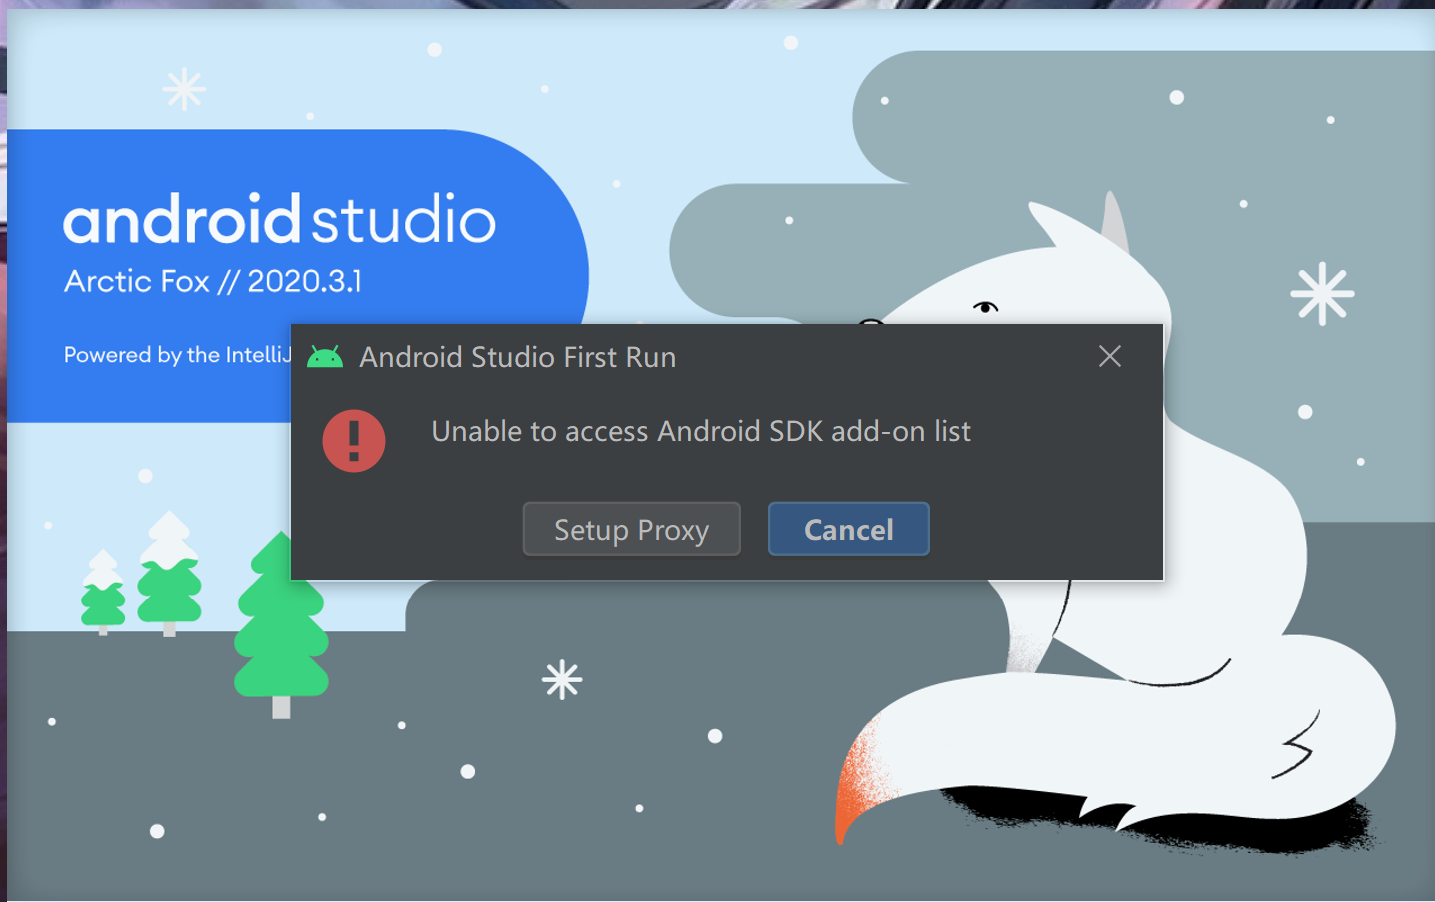 android studio
Arctic Fox // 2020.3.1
Powered by the IntelliJ
Android Studio First Run
Unable to access Android SDK add-on list
Setup Proxy
Cancel